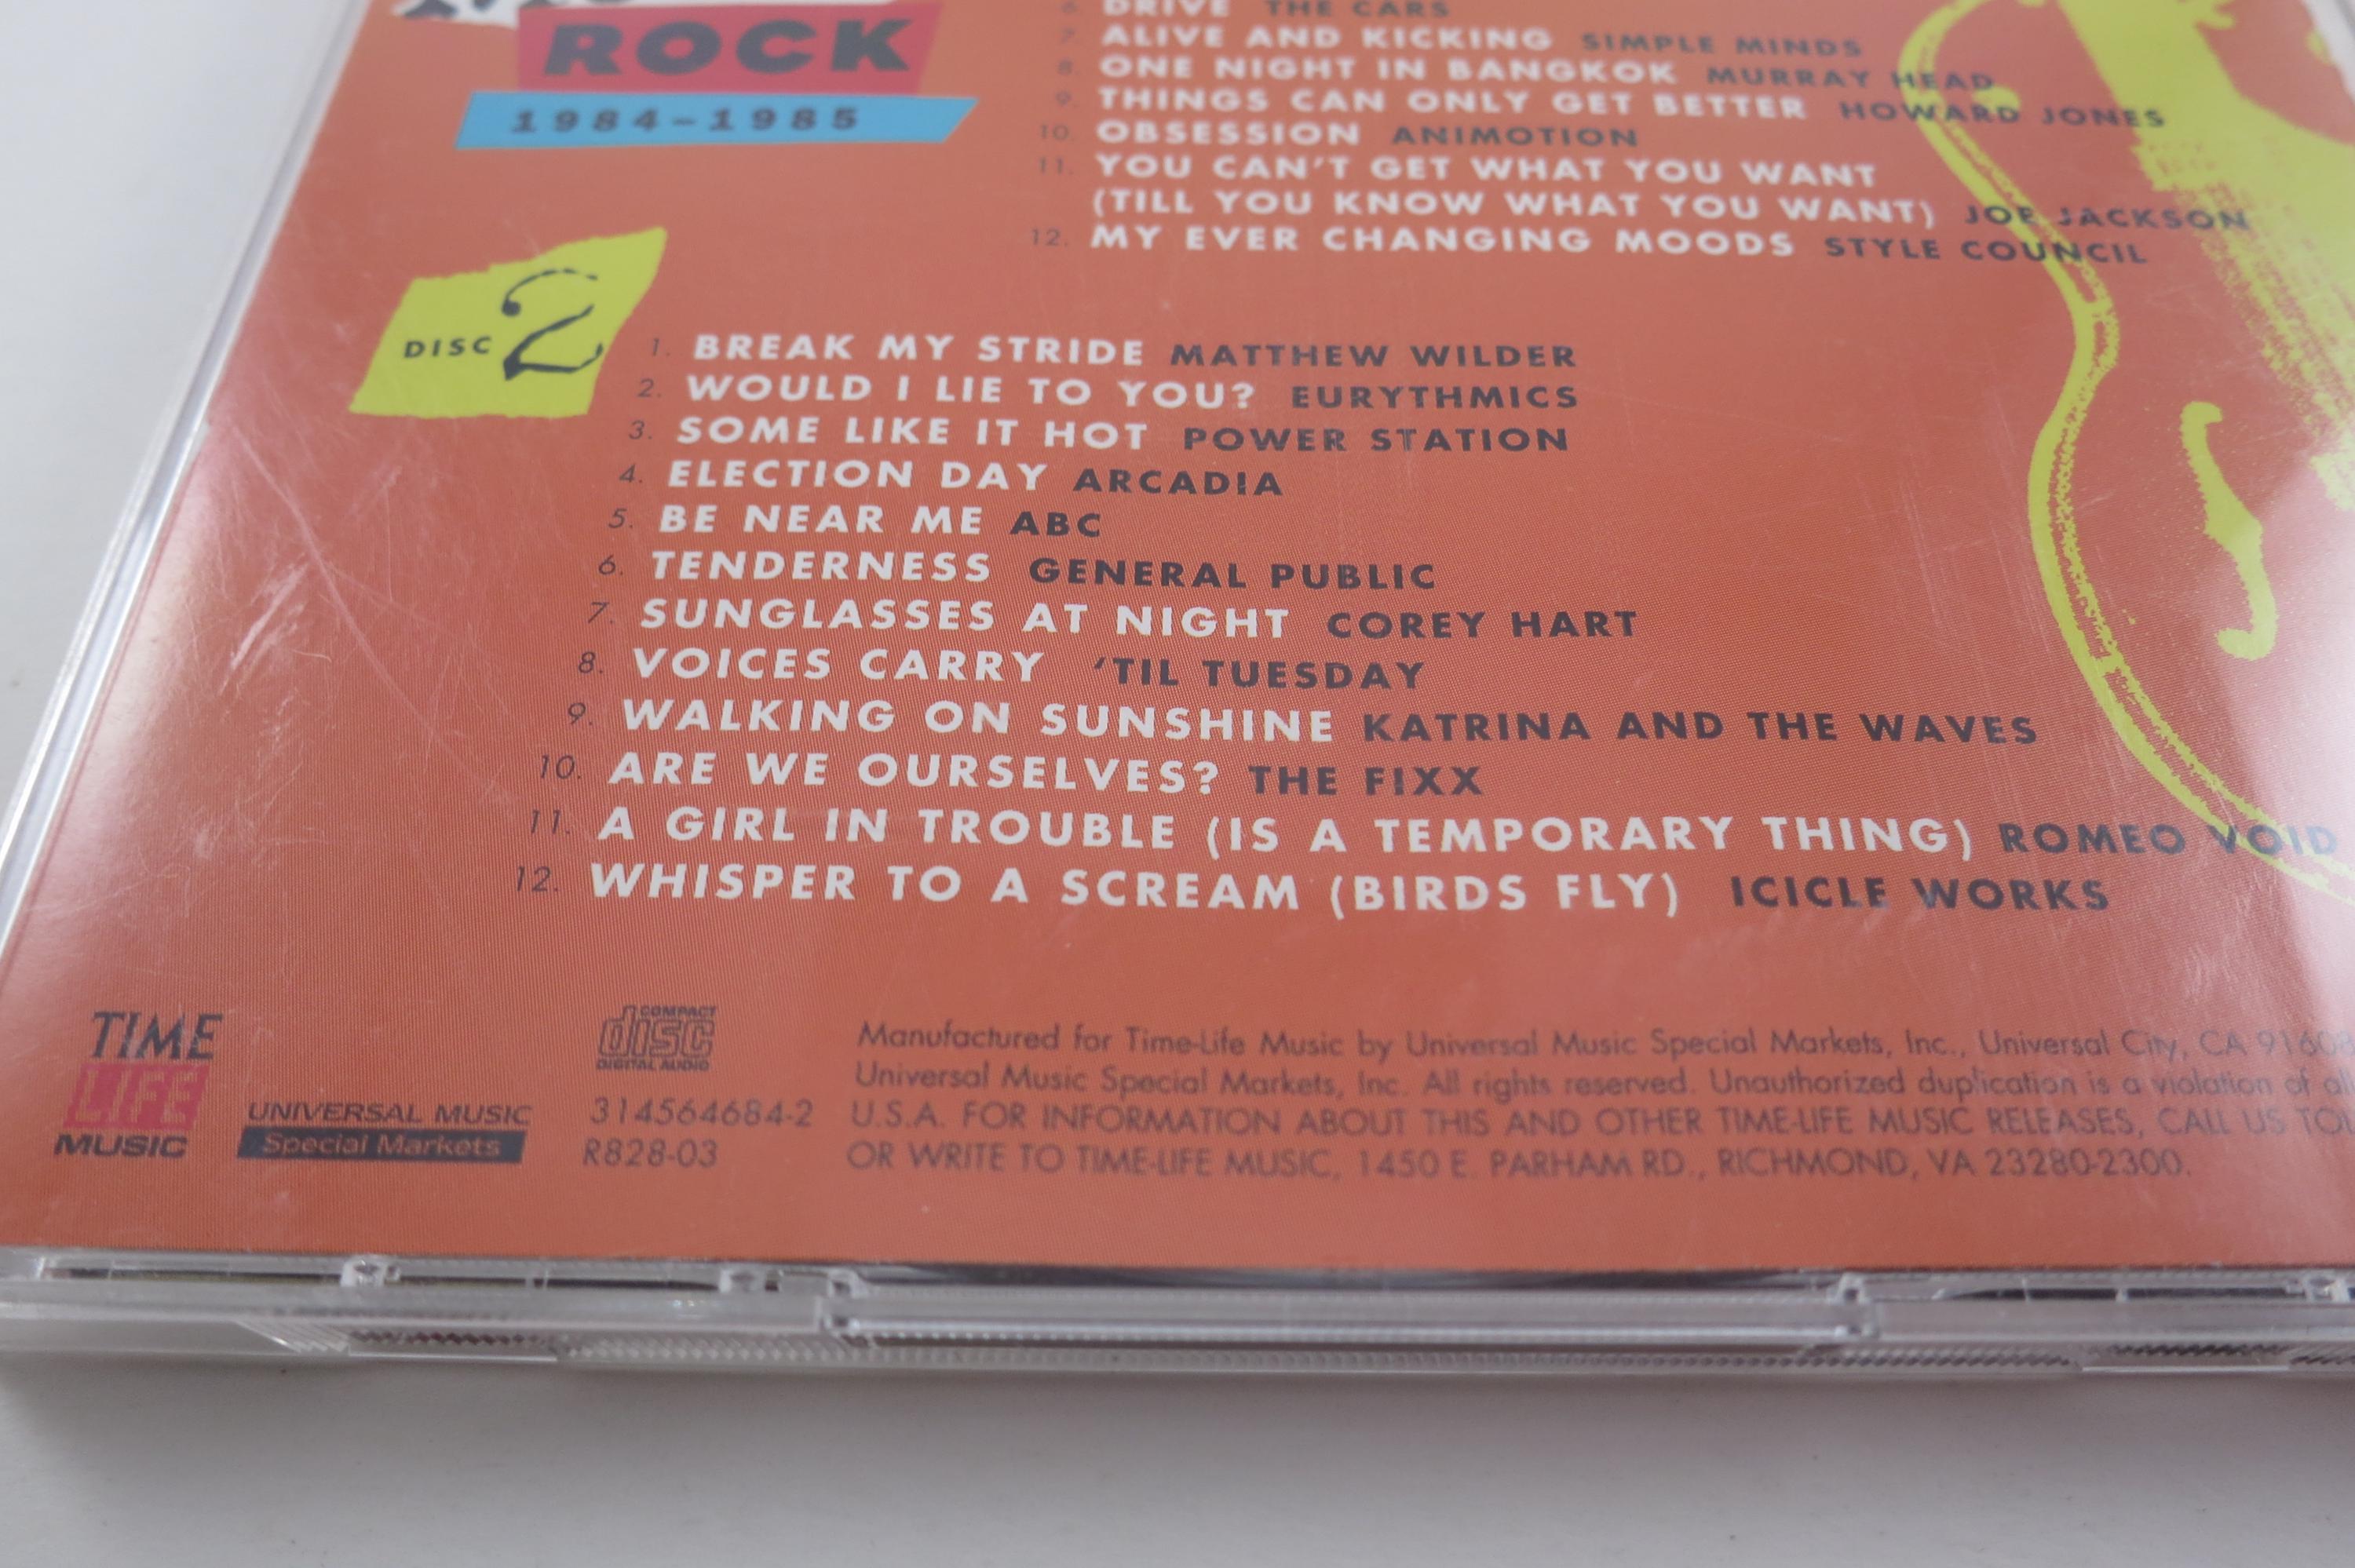 ROCK
1984-1985
6. DRIVE THE CARS
7. ALIVE AND KICKING SIMPLE MINDS
8. ONE NIGHT IN BANGKOK MURRAY HEAD
9. THINGS CAN ONLY GET BETTER HOWARD JONES
10. OBSESSION ANIMOTION
11. YOU CAN'T GET WHAT YOU WANT
(TILL YOU KNOW WHAT YOU WANT) JOE JACKSON
12. MY EVER CHANGING MOODS STYLE COUNCIL
DISC 2
1. BREAK MY STRIDE MATTHEW WILDER
2. WOULD I LIE TO YOU? EURYTHMICS
3. SOME LIKE IT HOT POWER STATION
4. ELECTION DAY ARCADIA
5. BE NEAR ME ABC
6. TENDERNESS GENERAL PUBLIC
7. SUNGLASSES AT NIGHT COREY HART
8. VOICES CARRY 'TIL TUESDAY
9. WALKING ON SUNSHINE KATRINA AND THE WAVES
10. ARE WE OURSELVES? THE FIXX
11. A GIRL IN TROUBLE (IS A TEMPORARY THING) ROMEO VOID
12. WHISPER TO A SCREAM (BIRDS FLY) ICICLE WORKS
TIME
LIFE
MUSIC
UNIVERSAL MUSIC
Special Markets
COMPACT
disc
DIGITAL AUDIO
314564684-2
R828-03
Manufactured for Time-Life Music by Universal Music Special Markets, Inc., Universal City, CA 91608
Universal Music Special Markets, Inc. All rights reserved. Unauthorized duplication is a violation of
U.S.A. FOR INFORMATION ABOUT THIS AND OTHER TIME-LIFE MUSIC RELEASES, CALL US
OR WRITE TO TIME-LIFE MUSIC, 1450 E. PARHAM RD., RICHMOND, VA 23280-2300.